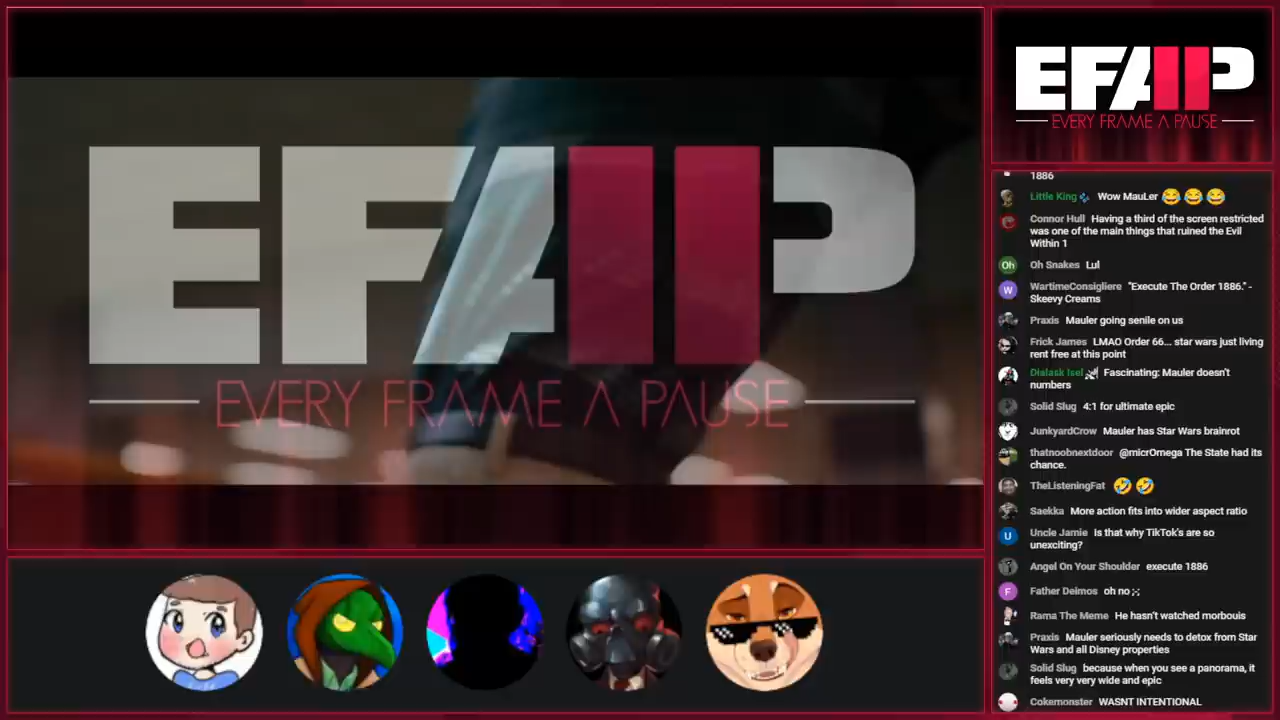 EFAP
EVERY FRAME A PAUSE
EFAP
EVERY FRAME A PAUSE
1886
Little King Wow MauLer 😂 😂 😂
Connor Hull Having a third of the screen restricted
was one of the main things that ruined the Evil
Within 1
Oh
Oh Snakes Lul
W
WartimeConsigliere "Execute The Order 1886." -
Skeevy Creams
Praxis Mauler going senile on us
Frick James LMAO Order 66... star wars just living
rent free at this point
Dialask Isel Fascinating: Mauler doesn't
numbers
Solid Slug 4:1 for ultimate epic
JunkyardCrow Mauler has Star Wars brainrot
thatnoobnextdoor @micrOmega The State had its
chance.
TheListeningFat 🤣 🤣
Saekka More action fits into wider aspect ratio
U
Uncle Jamie Is that why TikTok's are so
unexciting?
Angel On Your Shoulder execute 1886
F
Father Deimos oh no ;:
Rama The Meme He hasn't watched morbouis
Praxis Mauler seriously needs to detox from Star
Wars and all Disney properties
Solid Slug because when you see a panorama, it
feels very very wide and epic
Cokemonster WASNT INTENTIONAL